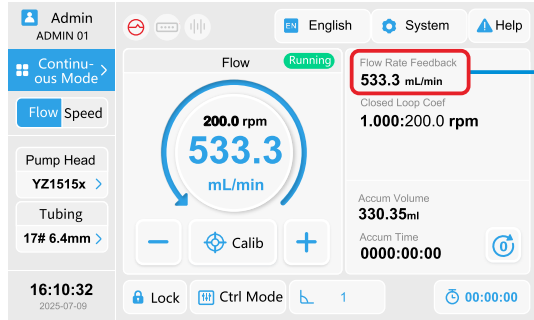 Admin
ADMIN 01
EN English
System
Help
Continu-
ous Mode
Flow Speed
Pump Head
YZ1515x
Tubing
17# 6.4mm
16:10:32
2025-07-09
Flow
Running
200.0 rpm
533.3
mL/min
Calib
Flow Rate Feedback
533.3 mL/min
Closed Loop Coef
1.000:200.0 rpm
Accum Volume
330.35ml
Accum Time
0000:00:00
0
Lock
Ctrl Mode
1
00:00:00